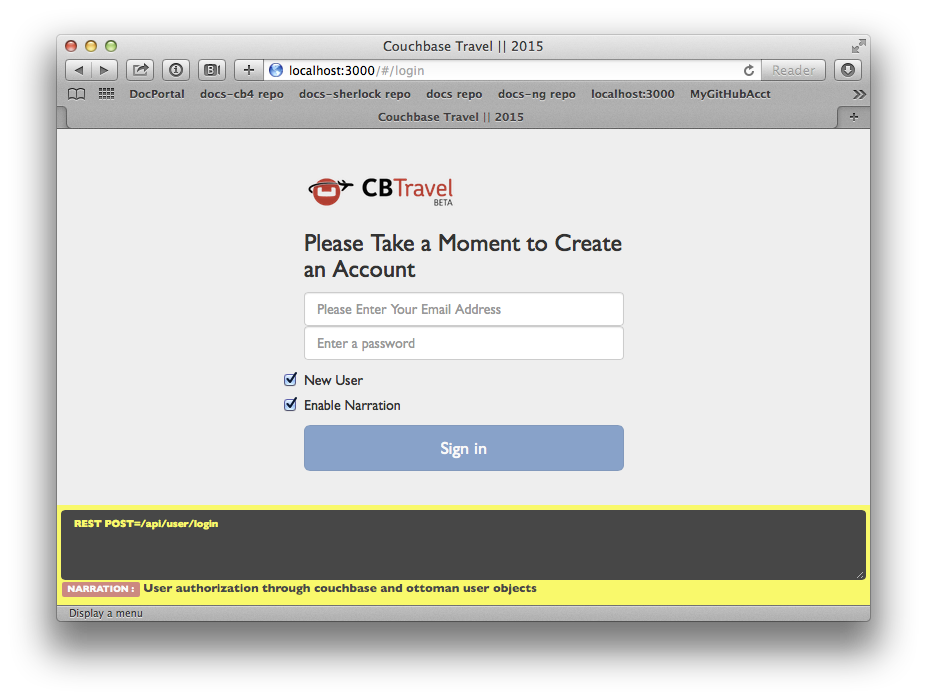 Couchbase Travel || 2015
localhost:3000/#/login
Reader
DocPortal docs-cb4 repo docs-sherlock repo docs repo docs-ng repo localhost:3000 MyGitHubAcct
Couchbase Travel || 2015
CBTravel
BETA
Please Take a Moment to Create
an Account
Please Enter Your Email Address
Enter a password
New User
Enable Narration
Sign in
REST POST=/api/user/login
NARRATION : User authorization through couchbase and ottoman user objects
Display a menu